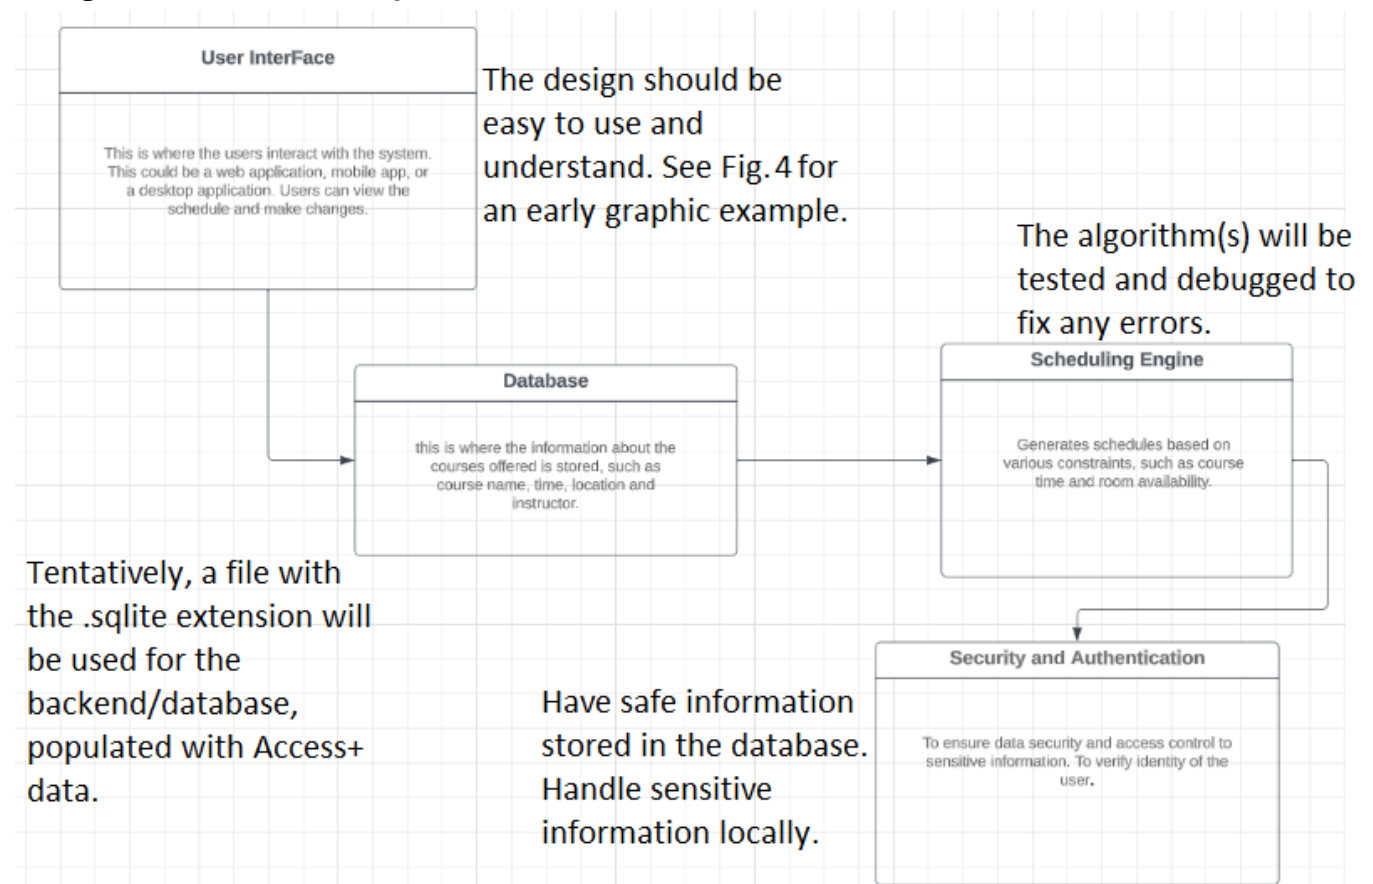 User InterFace
This is where the users interact with the system.
This could be a web application, mobile app, or
a desktop application. Users can view the
schedule and make changes.
The design should be
easy to use and
understand. See Fig. 4 for
an early graphic example.
The algorithm(s) will be
tested and debugged to
fix any errors.
Database
this is where the information about the
courses offered is stored, such as
course name, time, location and
instructor.
Scheduling Engine
Generates schedules based on
various constraints, such as course
time and room availability.
Tentatively, a file with
the .sqlite extension will
be used for the
backend/database,
populated with Access+
data.
Have safe information
stored in the database.
Handle sensitive
information locally.
Security and Authentication
To ensure data security and access control to
sensitive information. To verify identity of the
user.